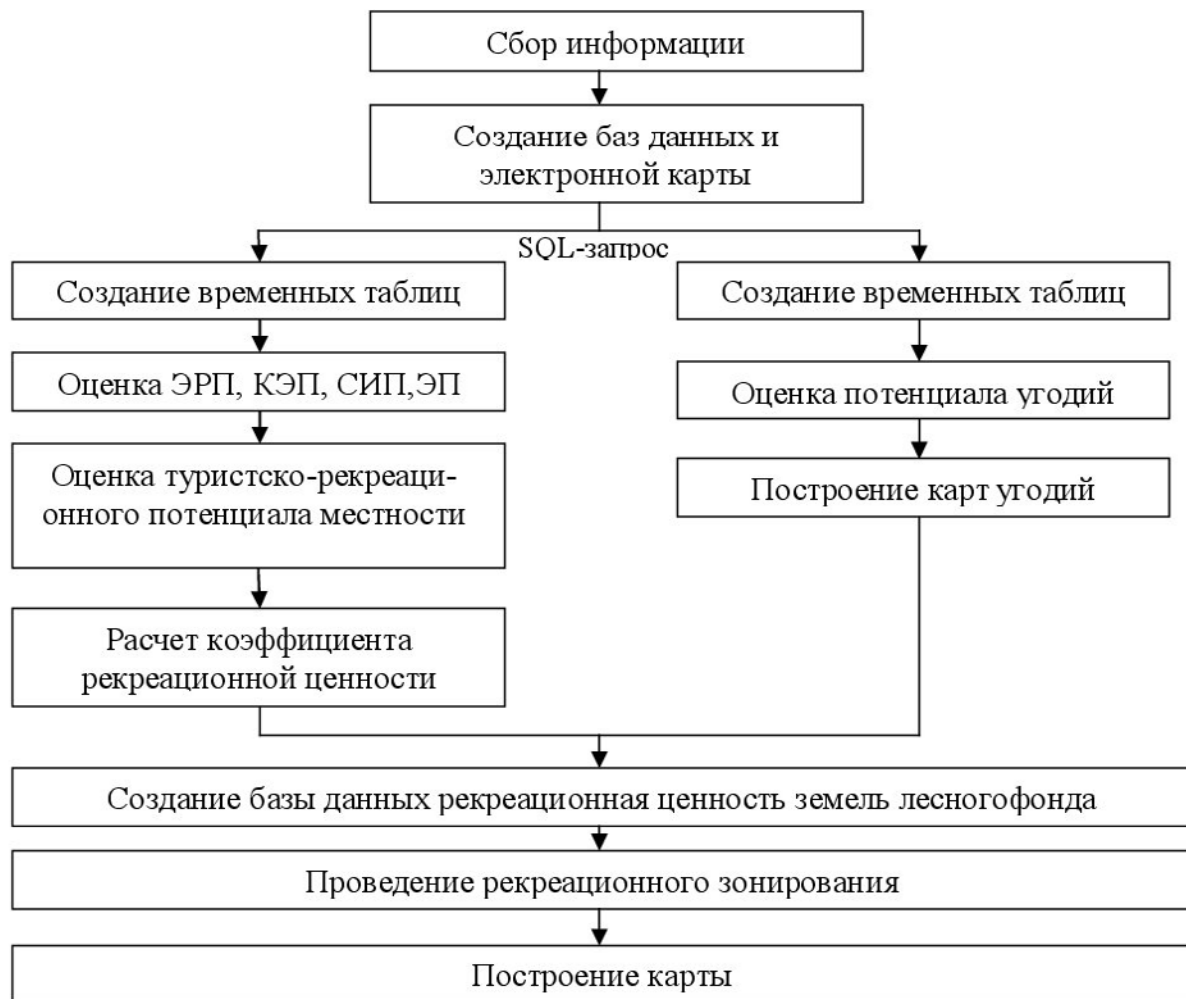 Сбор информации
Создание баз данных и
электронной карты
SQL-запрос
Создание временных таблиц
Оценка ЭРП, КЭП, СИП,ЭП
Оценка туристско-рекреаци-
онного потенциала местности
Расчет коэффициента
рекреационной ценности
Создание временных таблиц
Оценка потенциала угодий
Построение карт угодий
Создание базы данных рекреационная ценность земель лесногофонда
Проведение рекреационного зонирования
Построение карты